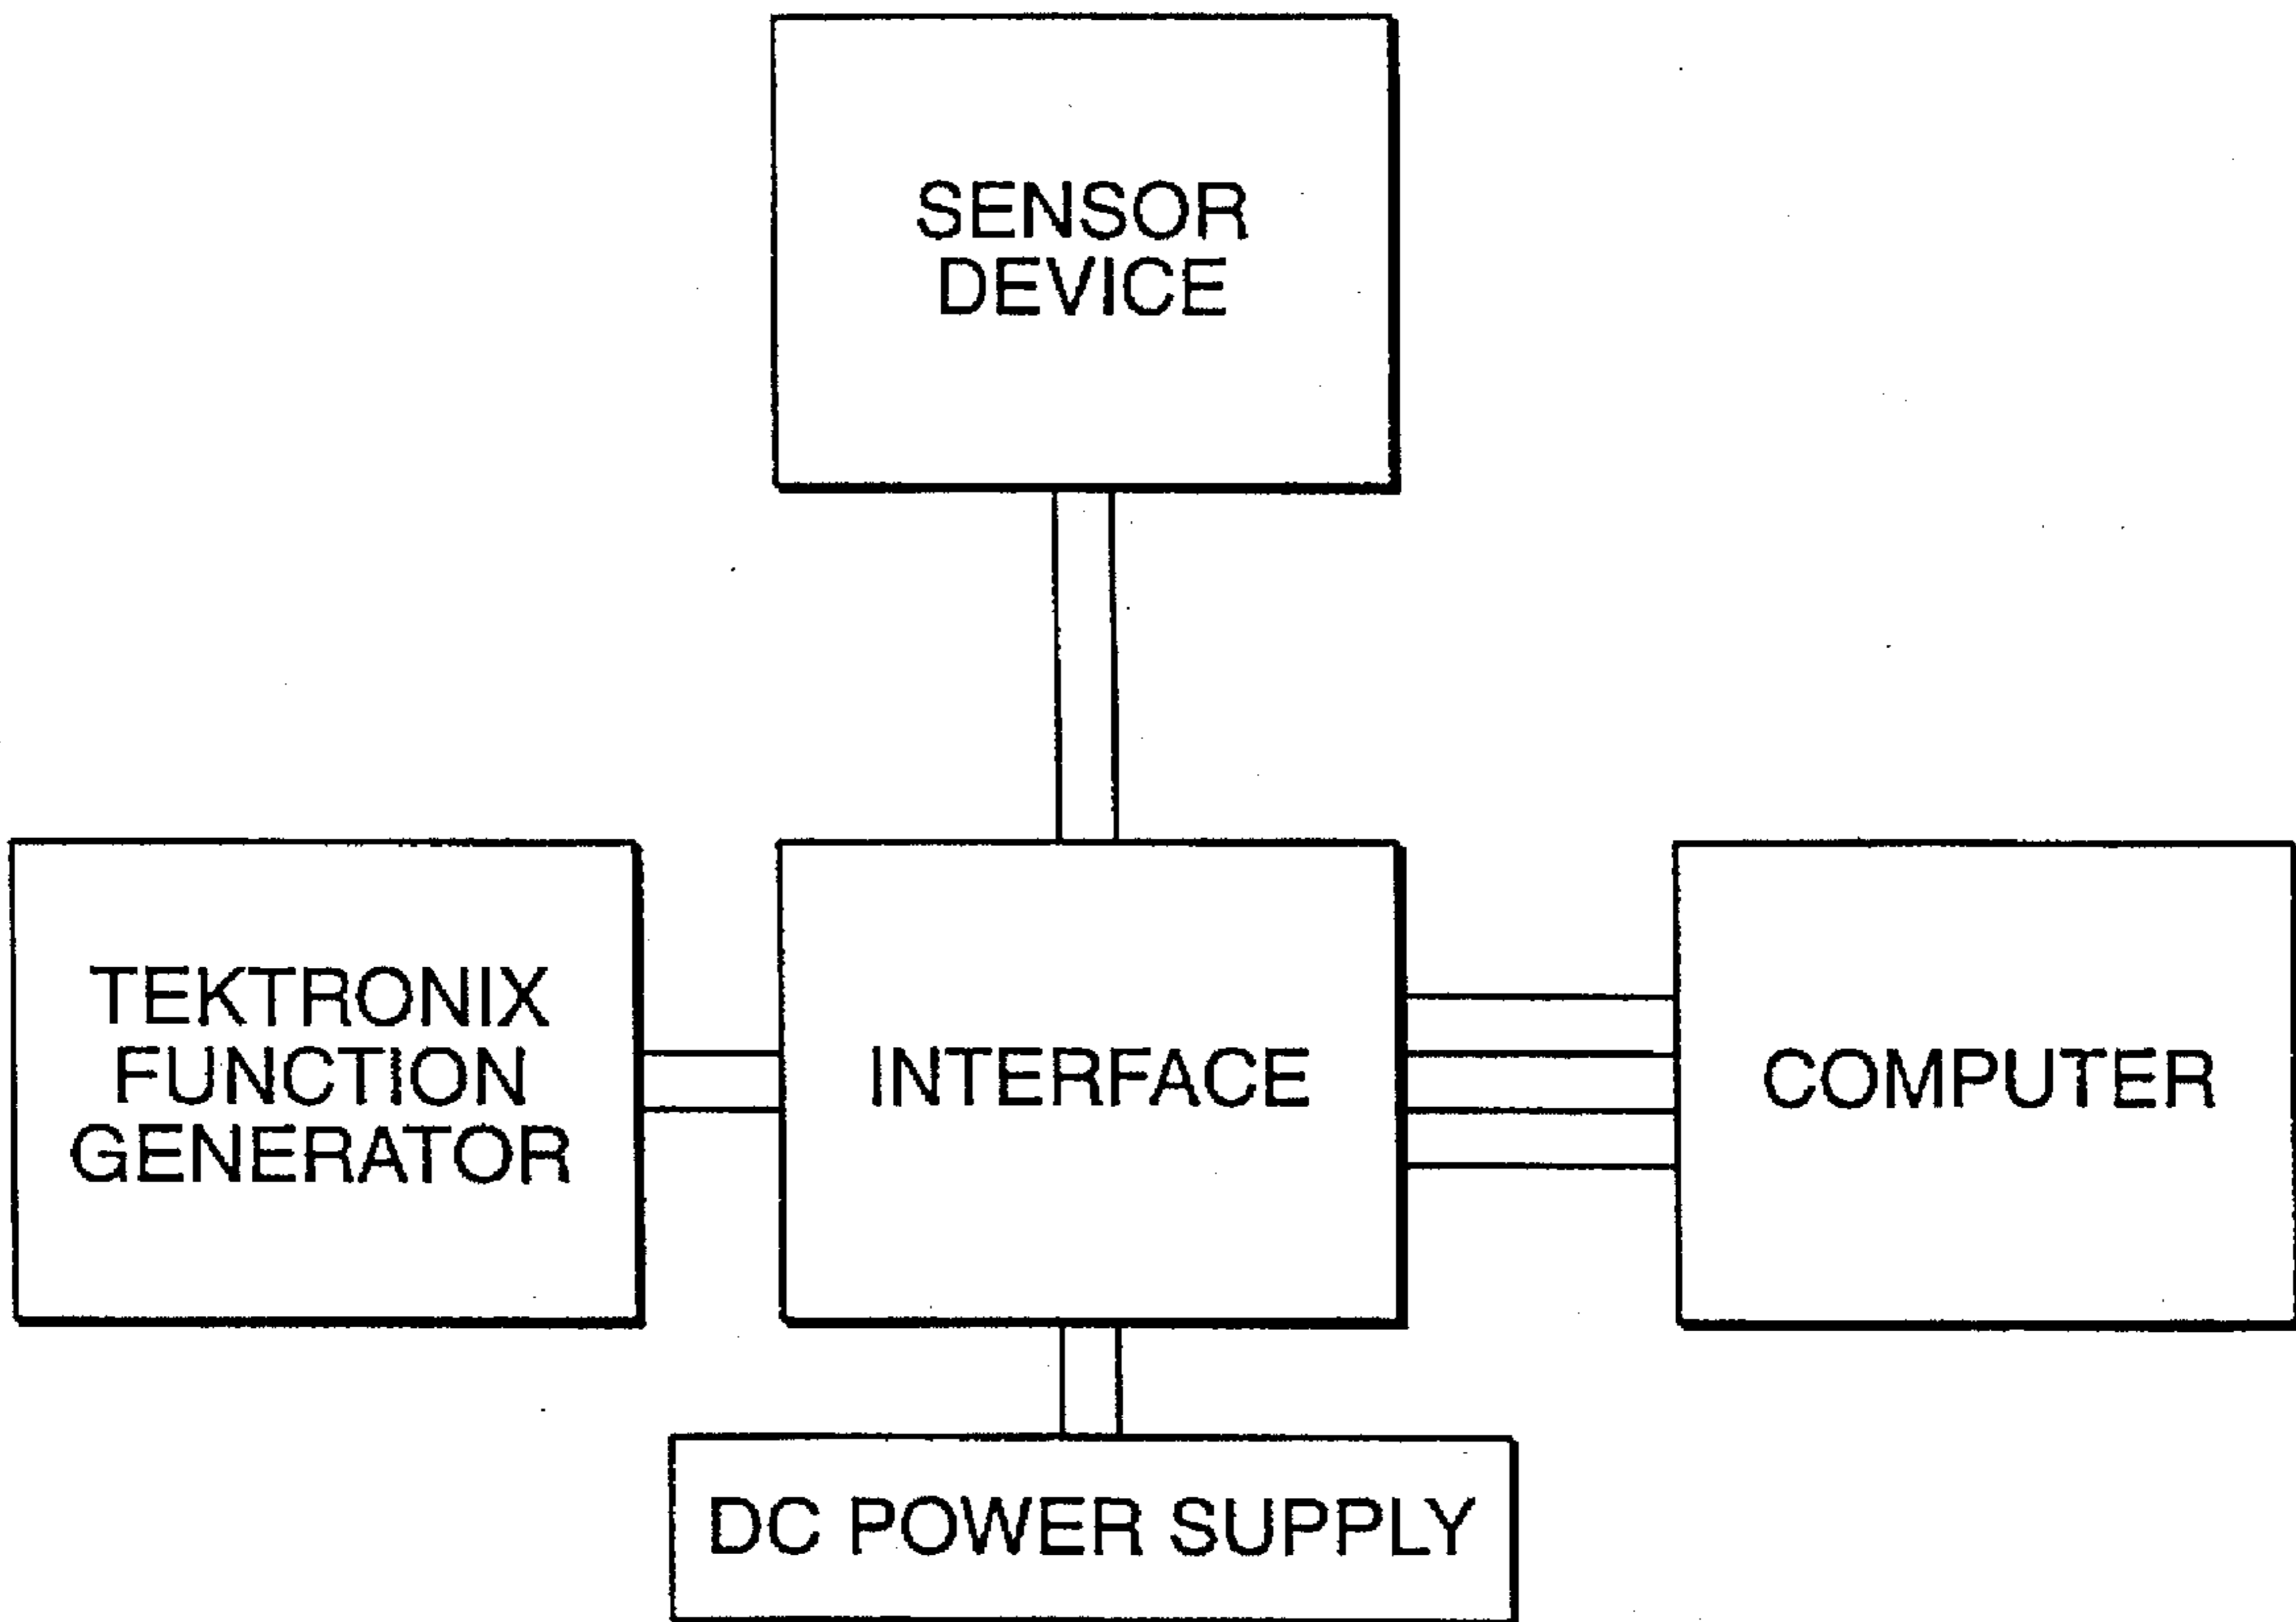 SENSOR
DEVICE
TEKTRONIX
FUNCTION
GENERATOR
INTERFACE
COMPUTER
DC POWER SUPPLY